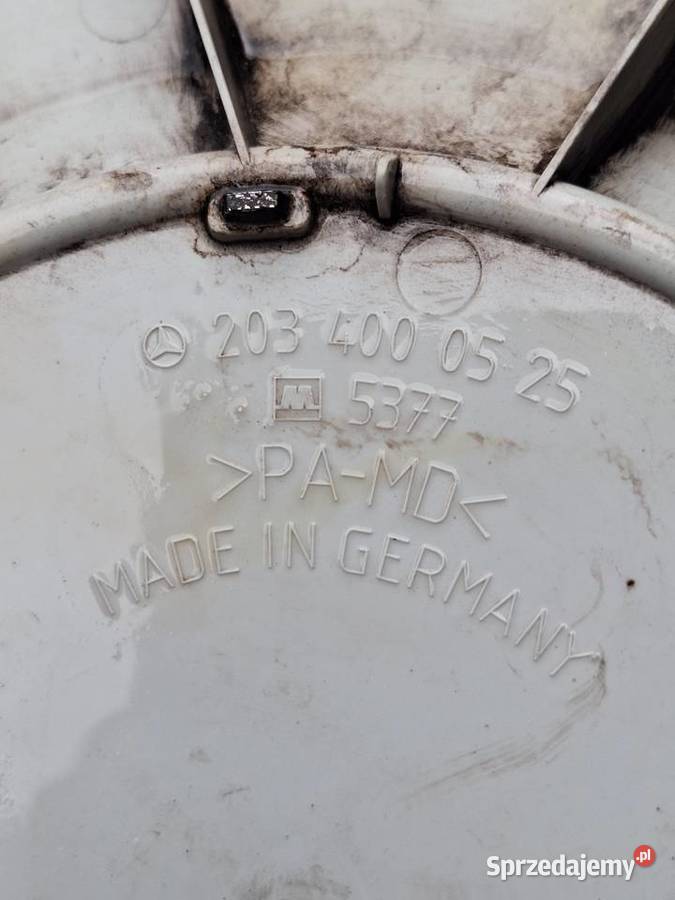 203 400 05 25
5377
>PA-MD<
MADE IN GERMANY
Sprzedajemy.pl